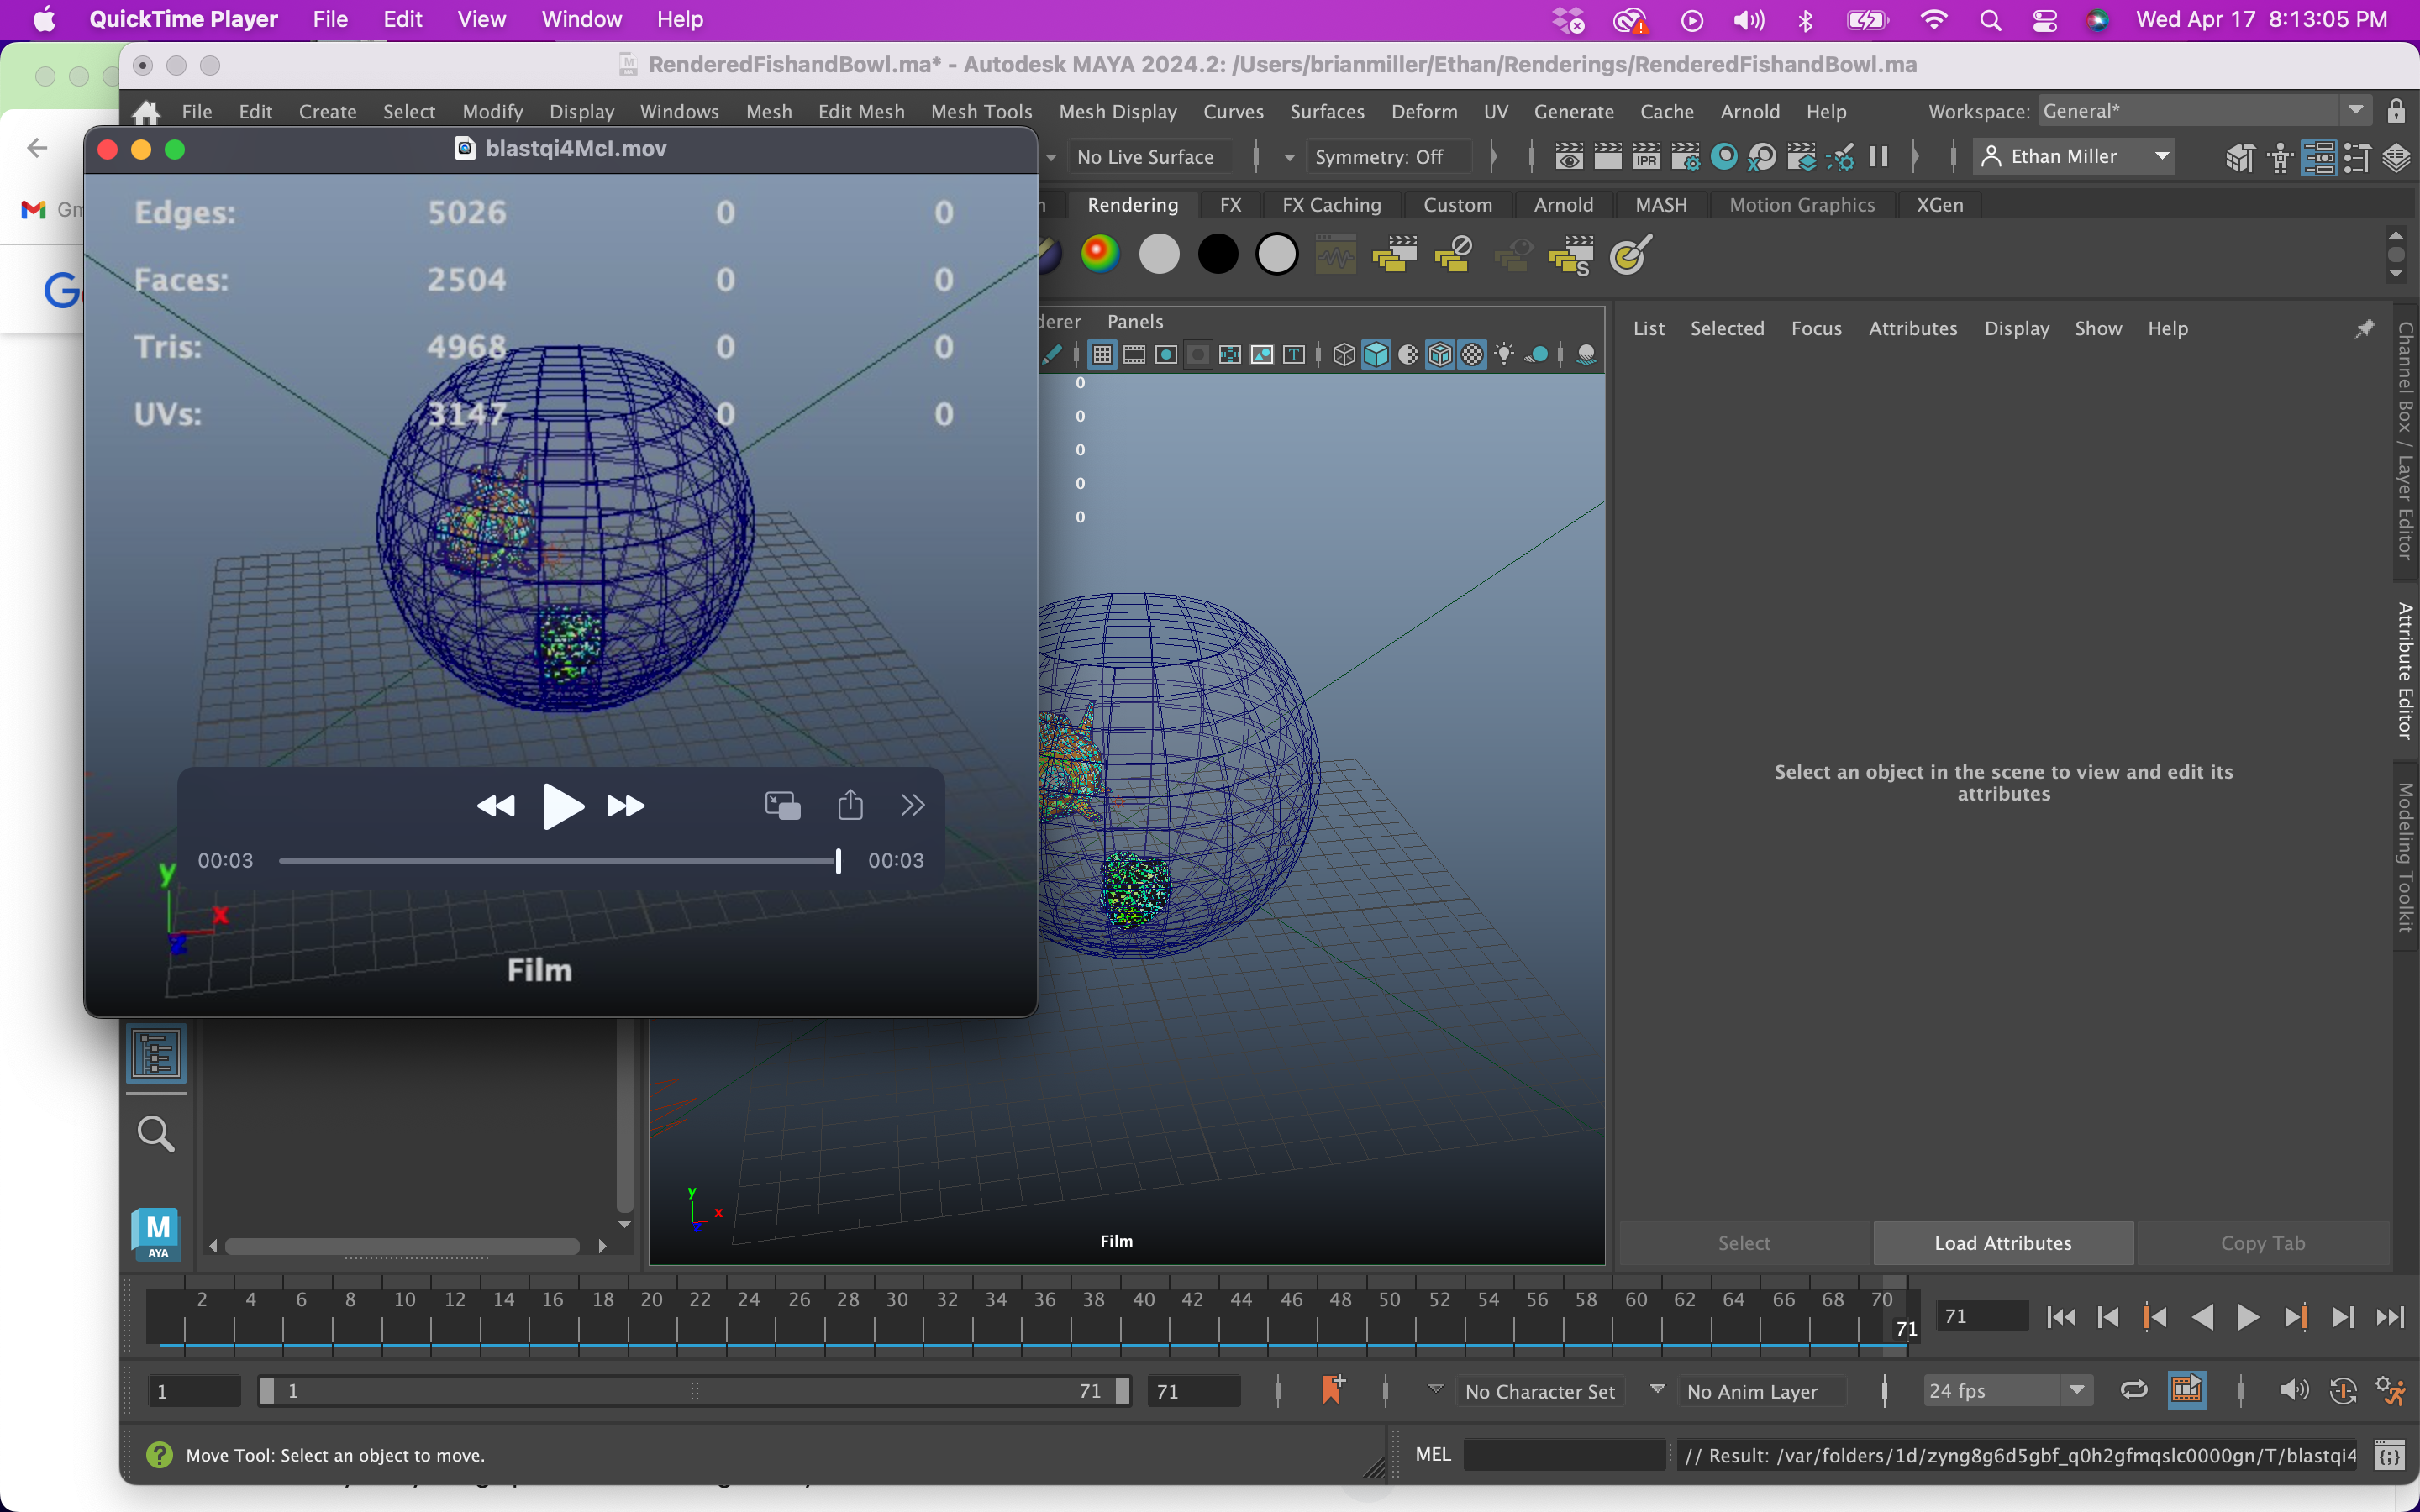 QuickTime Player File Edit View Window Help Wed Apr 17 8:13:05 PM
RenderedFishandBowl.ma* - Autodesk MAYA 2024.2: /Users/brianmiller/Ethan/Renderings/RenderedFishandBowl.ma
File Edit Create Select Modify Display Windows Mesh Edit Mesh Mesh Tools Mesh Display Curves Surfaces Deform UV Generate Cache Arnold Help Workspace: General*
blastqi4Mcl.mov
No Live Surface Symmetry: Off IPR Ethan Miller
Gm
Rendering FX FX Caching Custom Arnold MASH Motion Graphics XGen
Edges: 5026 0 0
Faces: 2504 0 0
Tris: 4968 0 0
UVs: 3147 0 0
derer Panels
List Selected Focus Attributes Display Show Help
0
0
0
0
0
Channel Box / Layer Editor
Attribute Editor
Modeling Toolkit
Select an object in the scene to view and edit its
attributes
00:03 00:03
y
x
z
Film
y
x
z
Film
M
AYA
Select Load Attributes Copy Tab
2 4 6 8 10 12 14 16 18 20 22 24 26 28 30 32 34 36 38 40 42 44 46 48 50 52 54 56 58 60 62 64 66 68 70
71 71
1 1 71 71 No Character Set No Anim Layer 24 fps
Move Tool: Select an object to move. MEL // Result: /var/folders/1d/zyng8g6d5gbf_q0h2gfmqslc0000gn/T/blastqi4